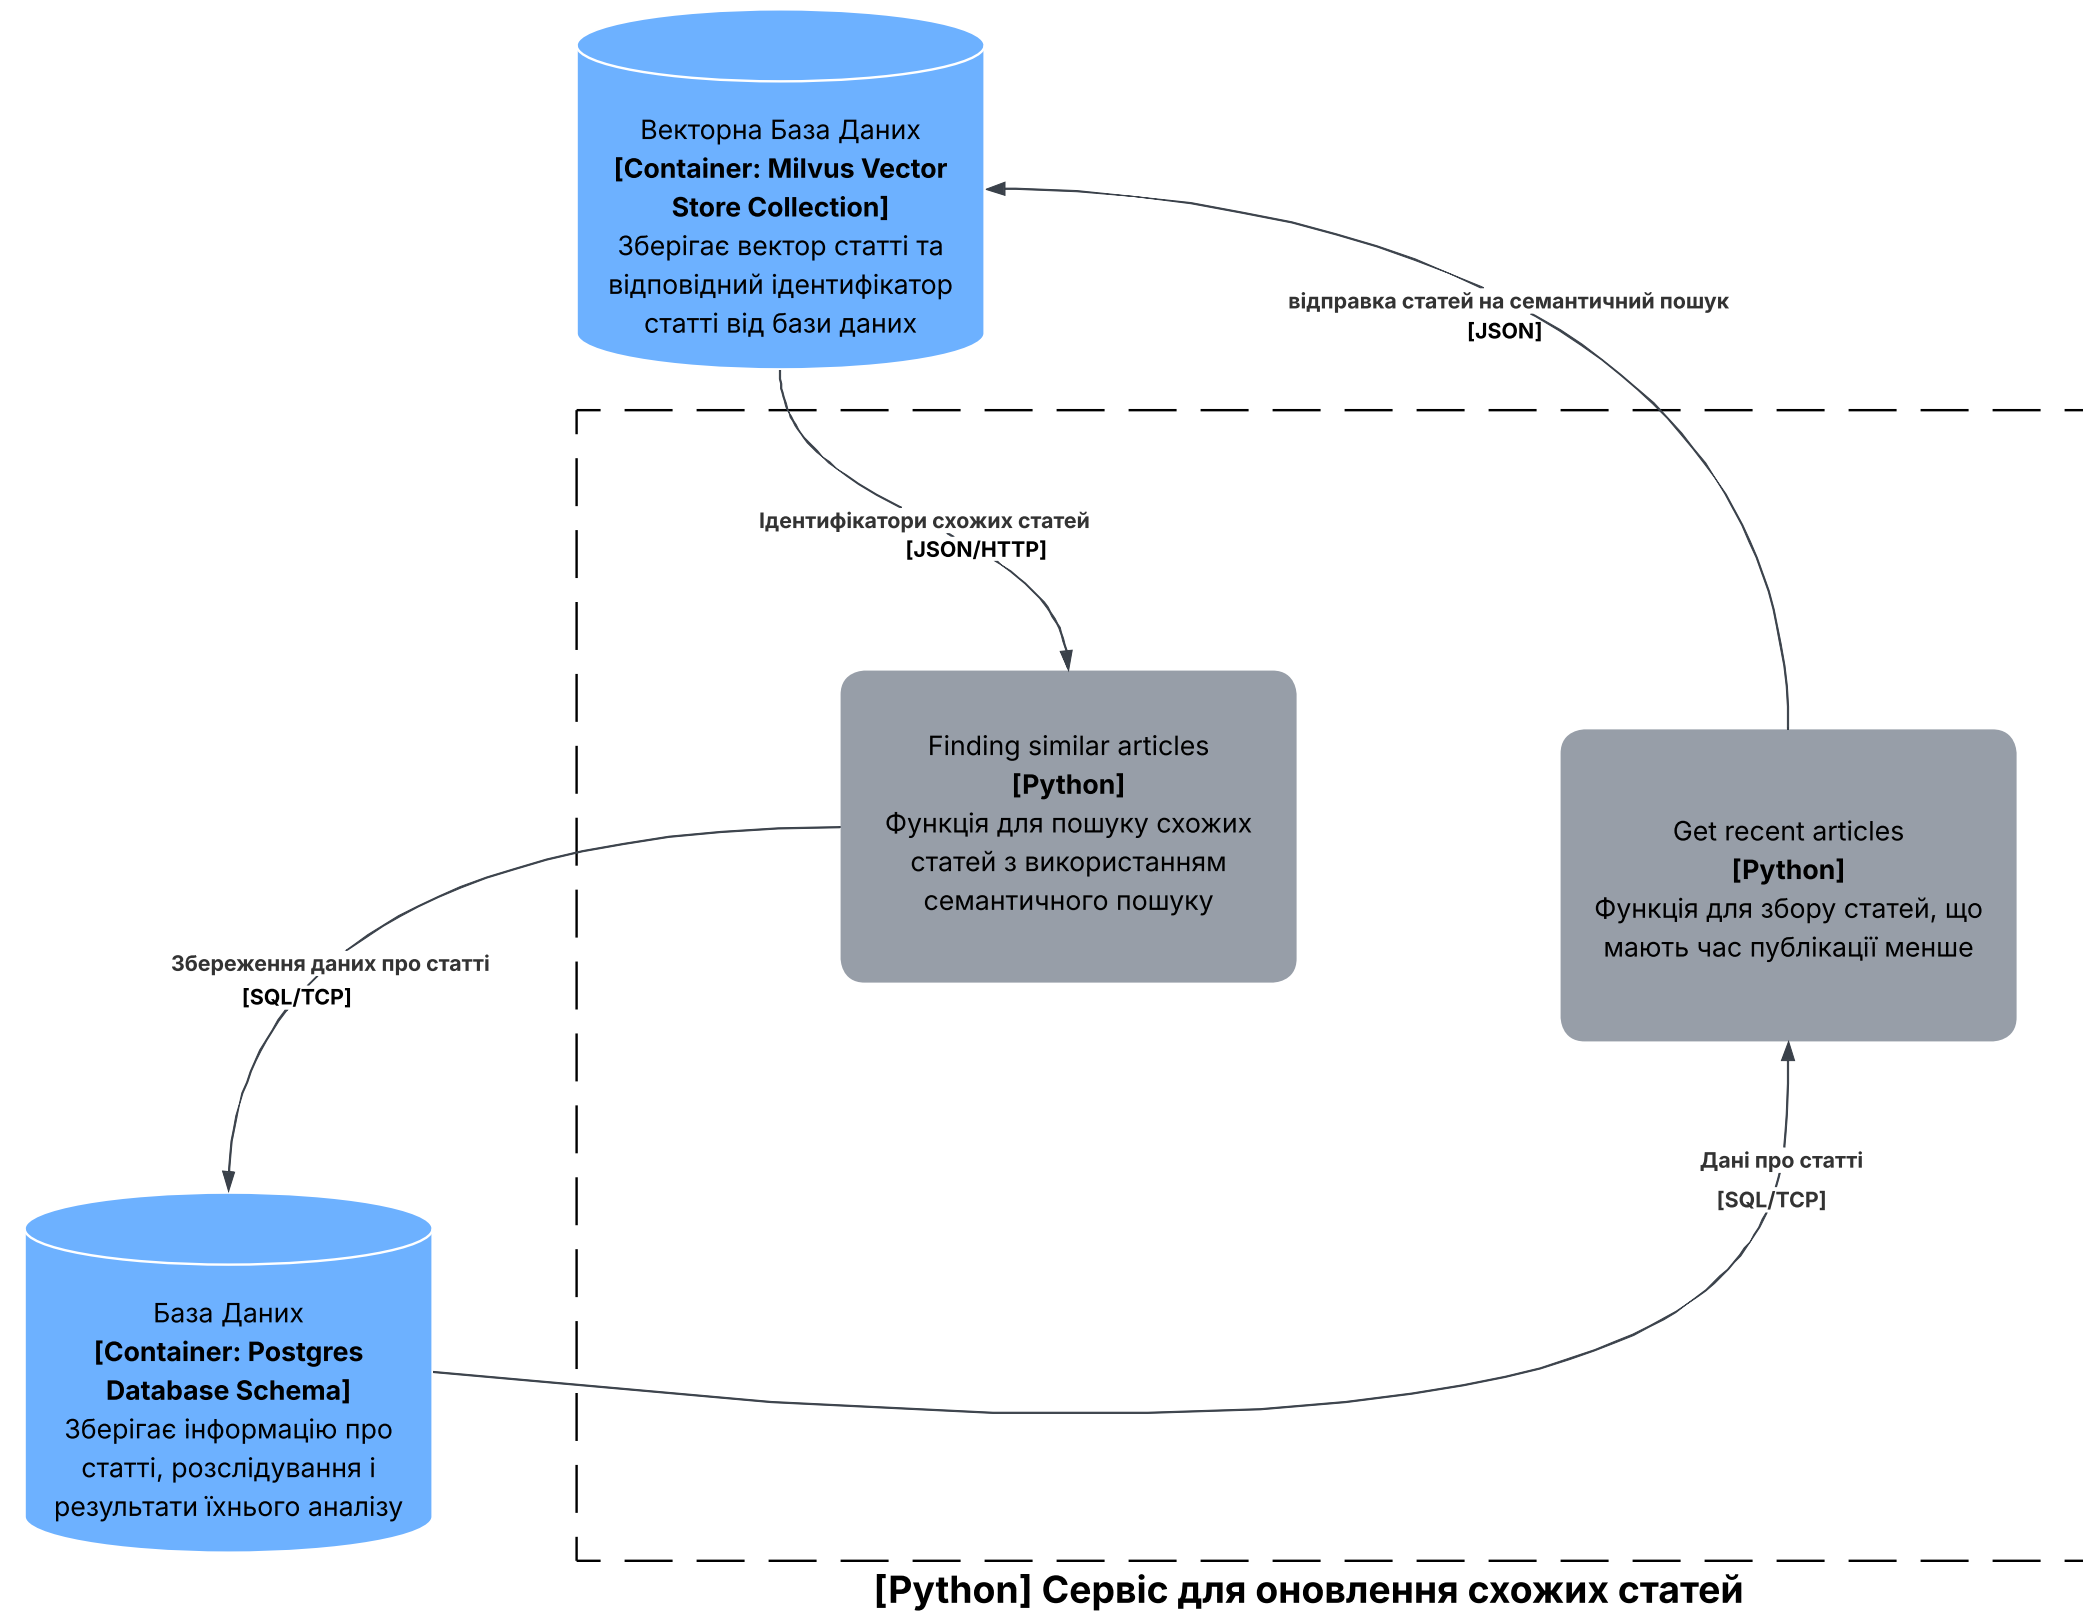 Векторна База Даних
[Container: Milvus Vector
Store Collection]
Зберігає вектор статті та
відповідний ідентифікатор
статті від бази даних
відправка статей на семантичний пошук
[JSON]
Ідентифікатори схожих статей
[JSON/HTTP]
Finding similar articles
[Python]
Функція для пошуку схожих
статей з використанням
семантичного пошуку
Get recent articles
[Python]
Функція для збору статей, що
мають час публікації менше
Збереження даних про статті
[SQL/TCP]
Дані про статті
[SQL/TCP]
База Даних
[Container: Postgres
Database Schema]
Зберігає інформацію про
статті, розслідування і
результати їхнього аналізу
[Python] Сервіс для оновлення схожих статей